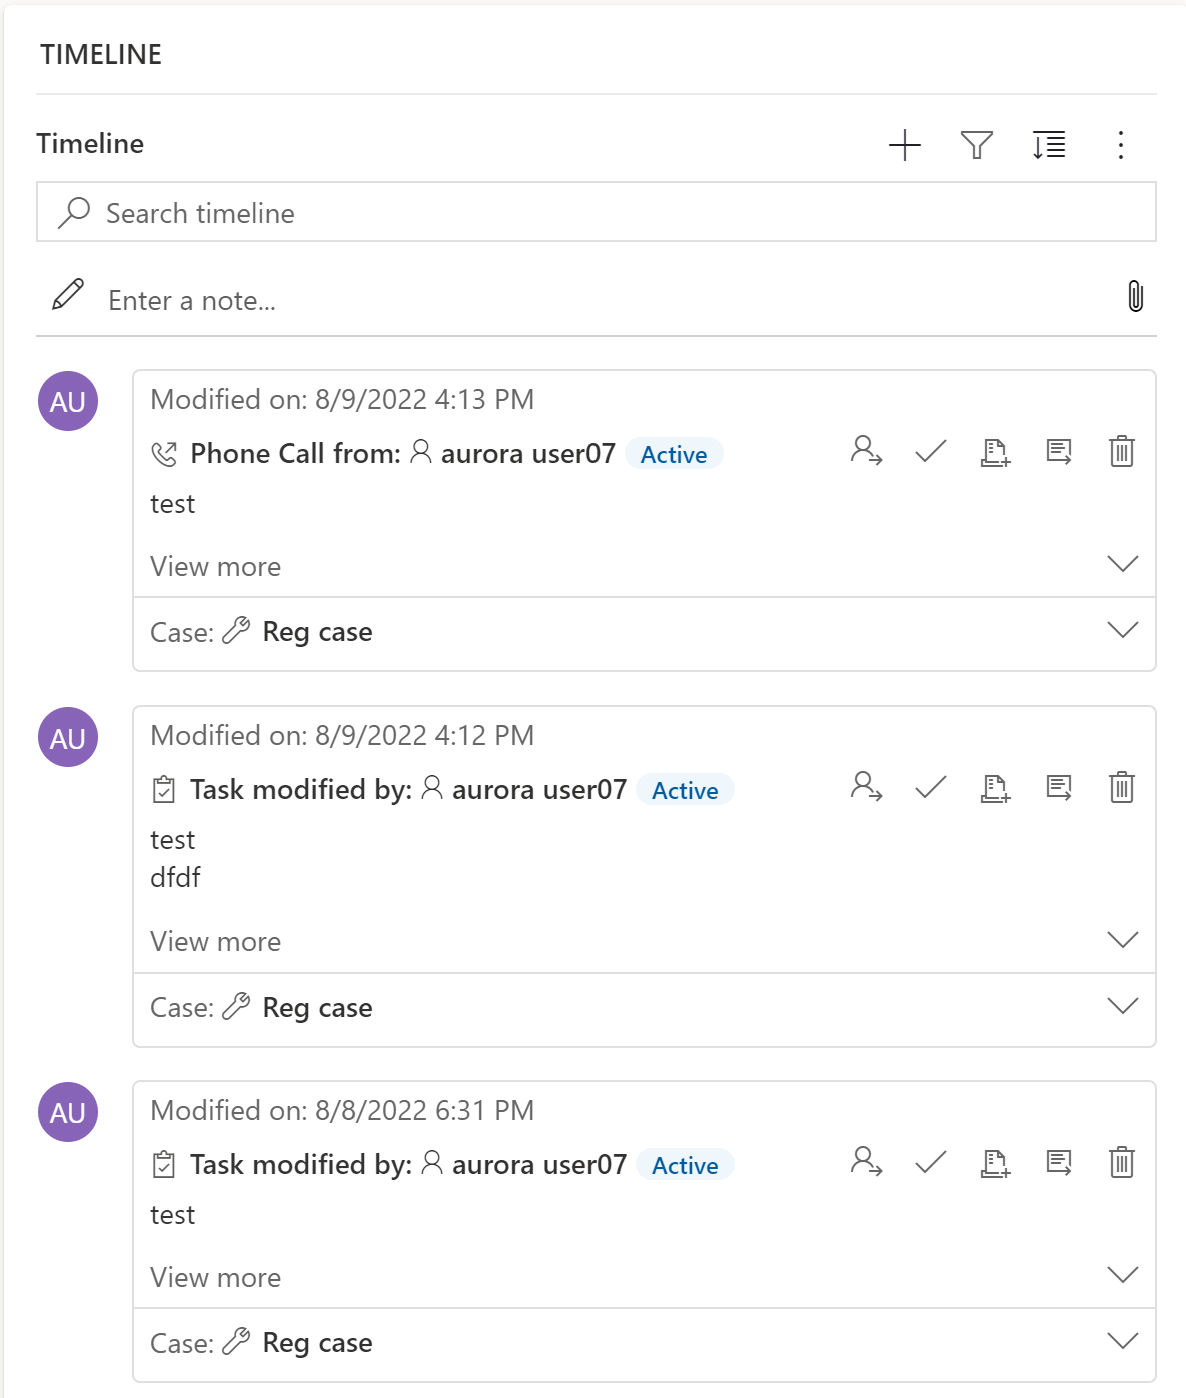 TIMELINE
Timeline
Search timeline
Enter a note...
AU
Modified on: 8/9/2022 4:13 PM
Phone Call from: aurora user07 Active
test
View more
Case: Reg case
AU
Modified on: 8/9/2022 4:12 PM
Task modified by: aurora user07 Active
test
dfdf
View more
Case: Reg case
AU
Modified on: 8/8/2022 6:31 PM
Task modified by: aurora user07 Active
test
View more
Case: Reg case